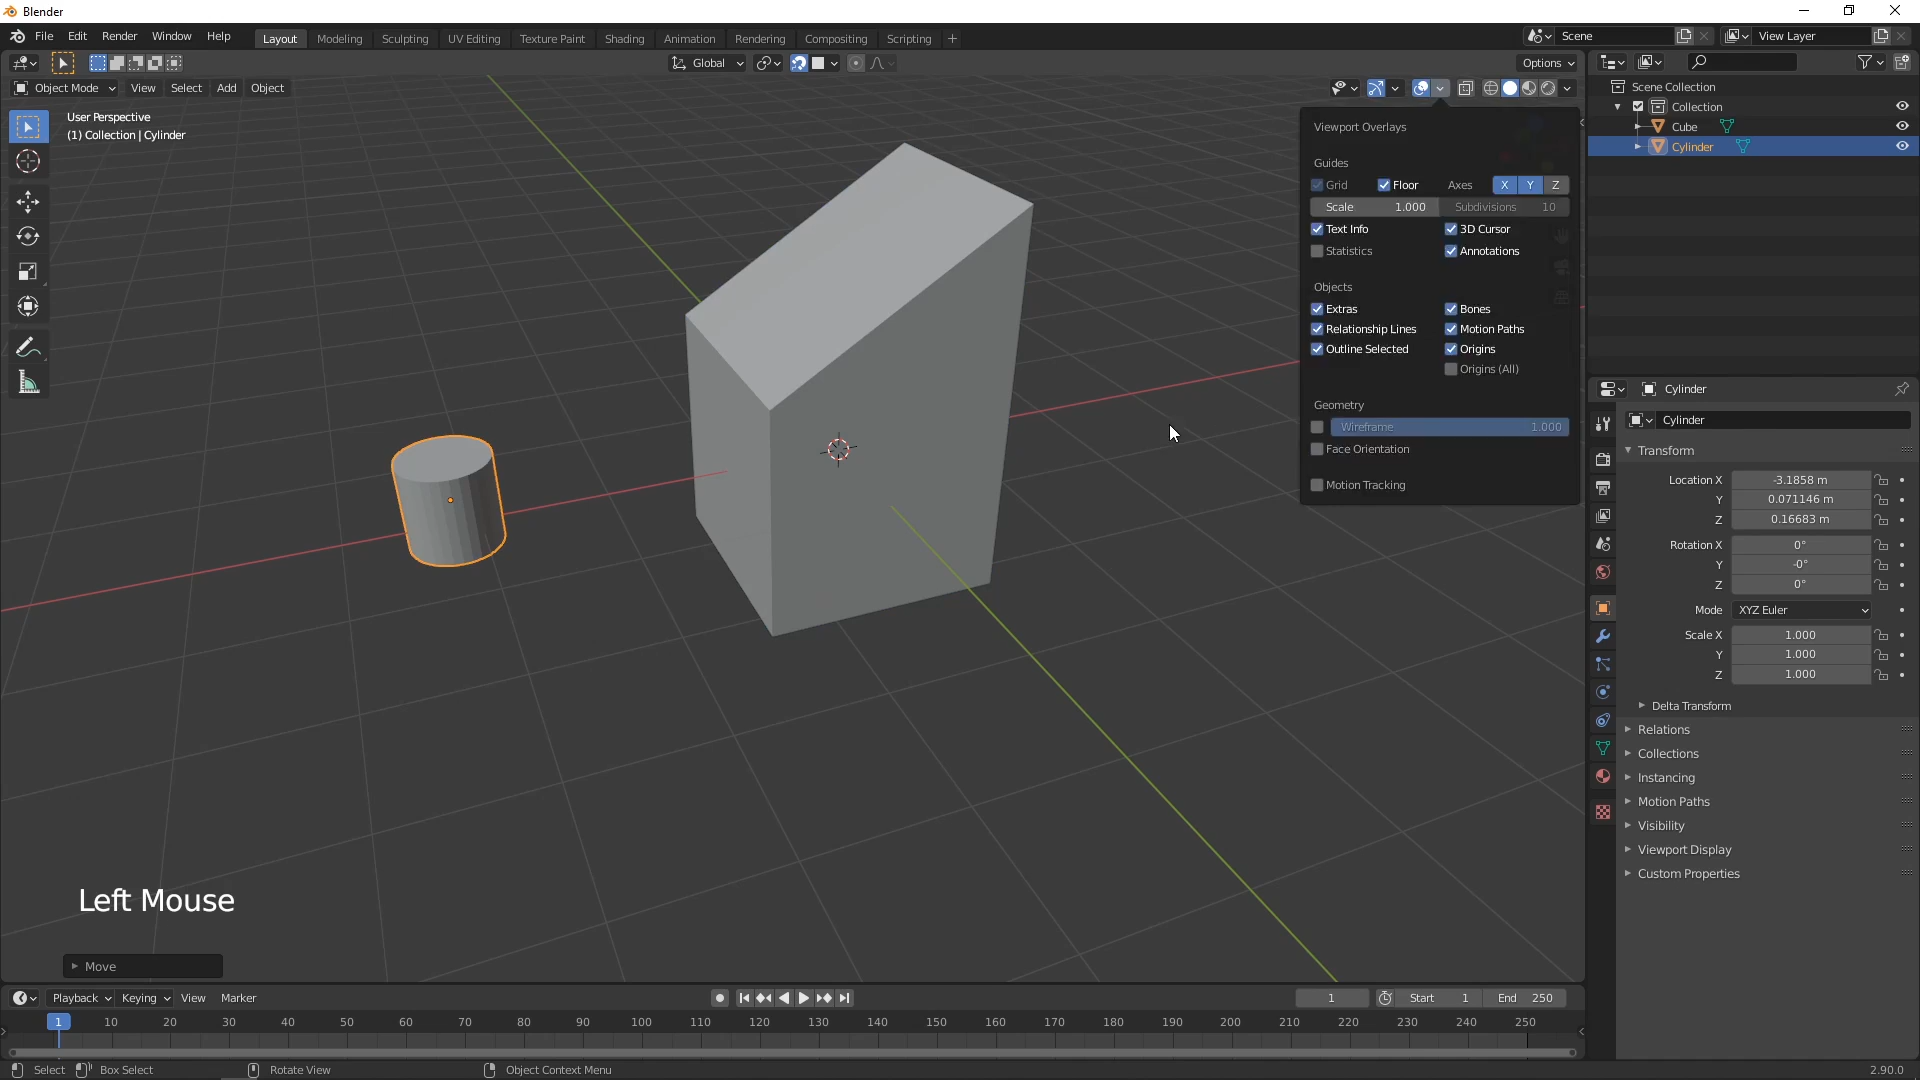 Blender
File Edit Render Window Help Layout Modeling Sculpting UV Editing Texture Paint Shading Animation Rendering Compositing Scripting + Scene View Layer
Global Options
Object Mode View Select Add Object
User Perspective
(1) Collection | Cylinder
Viewport Overlays
Guides
Grid Floor Axes X Y Z
Scale 1.000 Subdivisions 10
Text Info 3D Cursor
Statistics Annotations
Objects
Extras Bones
Relationship Lines Motion Paths
Outline Selected Origins
Origins (All)
Geometry
Wireframe 1.000
Face Orientation
Motion Tracking
Scene Collection
Collection
Cube
Cylinder
Cylinder
Cylinder
Transform
Location X -3.1858 m
Y 0.071146 m
Z 0.16683 m
Rotation X 0°
Y -0°
Z 0°
Mode XYZ Euler
Scale X 1.000
Y 1.000
Z 1.000
Delta Transform
Relations
Collections
Instancing
Motion Paths
Visibility
Viewport Display
Custom Properties
Left Mouse
Move
Playback Keying View Marker 1 Start 1 End 250
1 10 20 30 40 50 60 70 80 90 100 110 120 130 140 150 160 170 180 190 200 210 220 230 240 250
Select Box Select Rotate View Object Context Menu 2.90.0